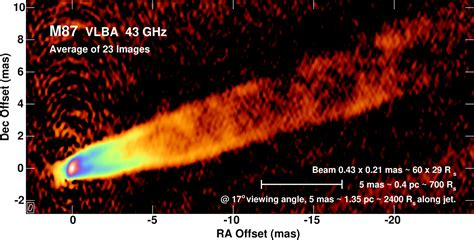 M87 VLBA 43 GHz
Average of 23 Images
10
8
6
4
2
0
-2
Dec Offset (mas)
Beam 0.43 x 0.21 mas ~ 60 x 29 Rs
5 mas ~ 0.4 pc ~ 700 Rs
@ 17° viewing angle, 5 mas ~ 1.35 pc ~ 2400 Rs along jet.
0 -5 -10 -15 -20
RA Offset (mas)